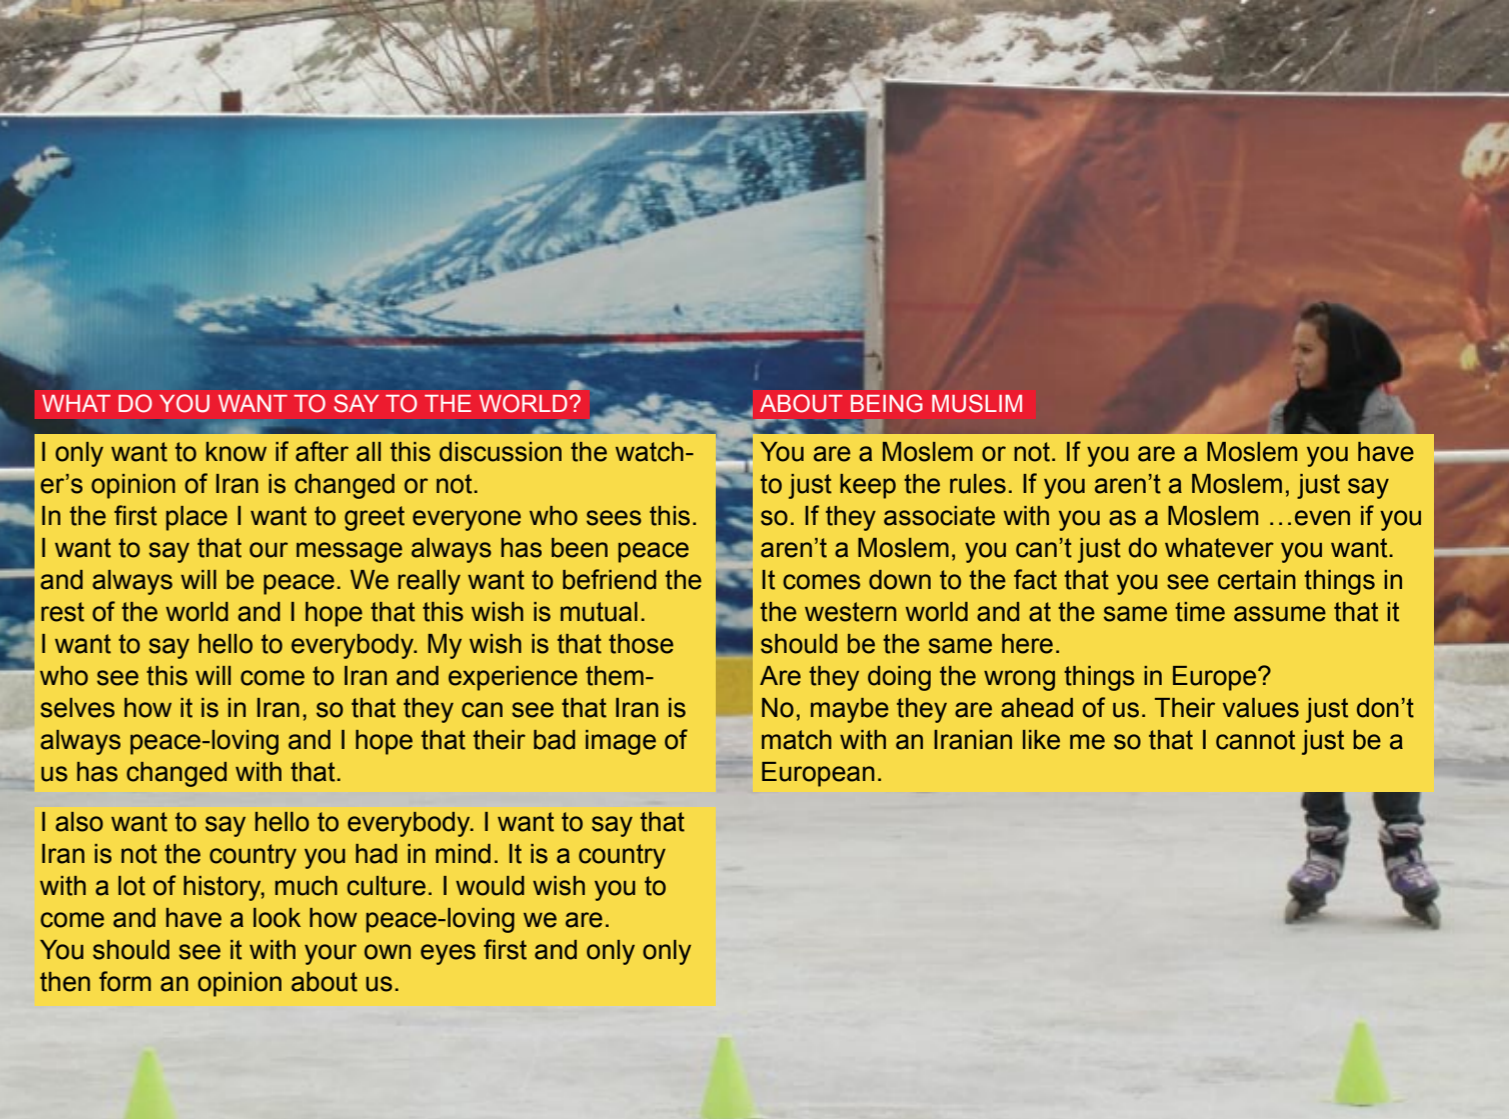 WHAT DO YOU WANT TO SAY TO THE WORLD?
I only want to know if after all this discussion the watch-
er's opinion of Iran is changed or not.
In the first place I want to greet everyone who sees this.
I want to say that our message always has been peace
and always will be peace. We really want to befriend the
rest of the world and I hope that this wish is mutual.
I want to say hello to everybody. My wish is that those
who see this will come to Iran and experience them-
selves how it is in Iran, so that they can see that Iran is
always peace-loving and I hope that their bad image of
us has changed with that.
I also want to say hello to everybody. I want to say that
Iran is not the country you had in mind. It is a country
with a lot of history, much culture. I would wish you to
come and have a look how peace-loving we are.
You should see it with your own eyes first and only only
then form an opinion about us.
ABOUT BEING MUSLIM
You are a Moslem or not. If you are a Moslem you have
to just keep the rules. If you aren't a Moslem, just say
so. If they associate with you as a Moslem …even if you
aren't a Moslem, you can't just do whatever you want.
It comes down to the fact that you see certain things in
the western world and at the same time assume that it
should be the same here.
Are they doing the wrong things in Europe?
No, maybe they are ahead of us. Their values just don't
match with an Iranian like me so that I cannot just be a
European.